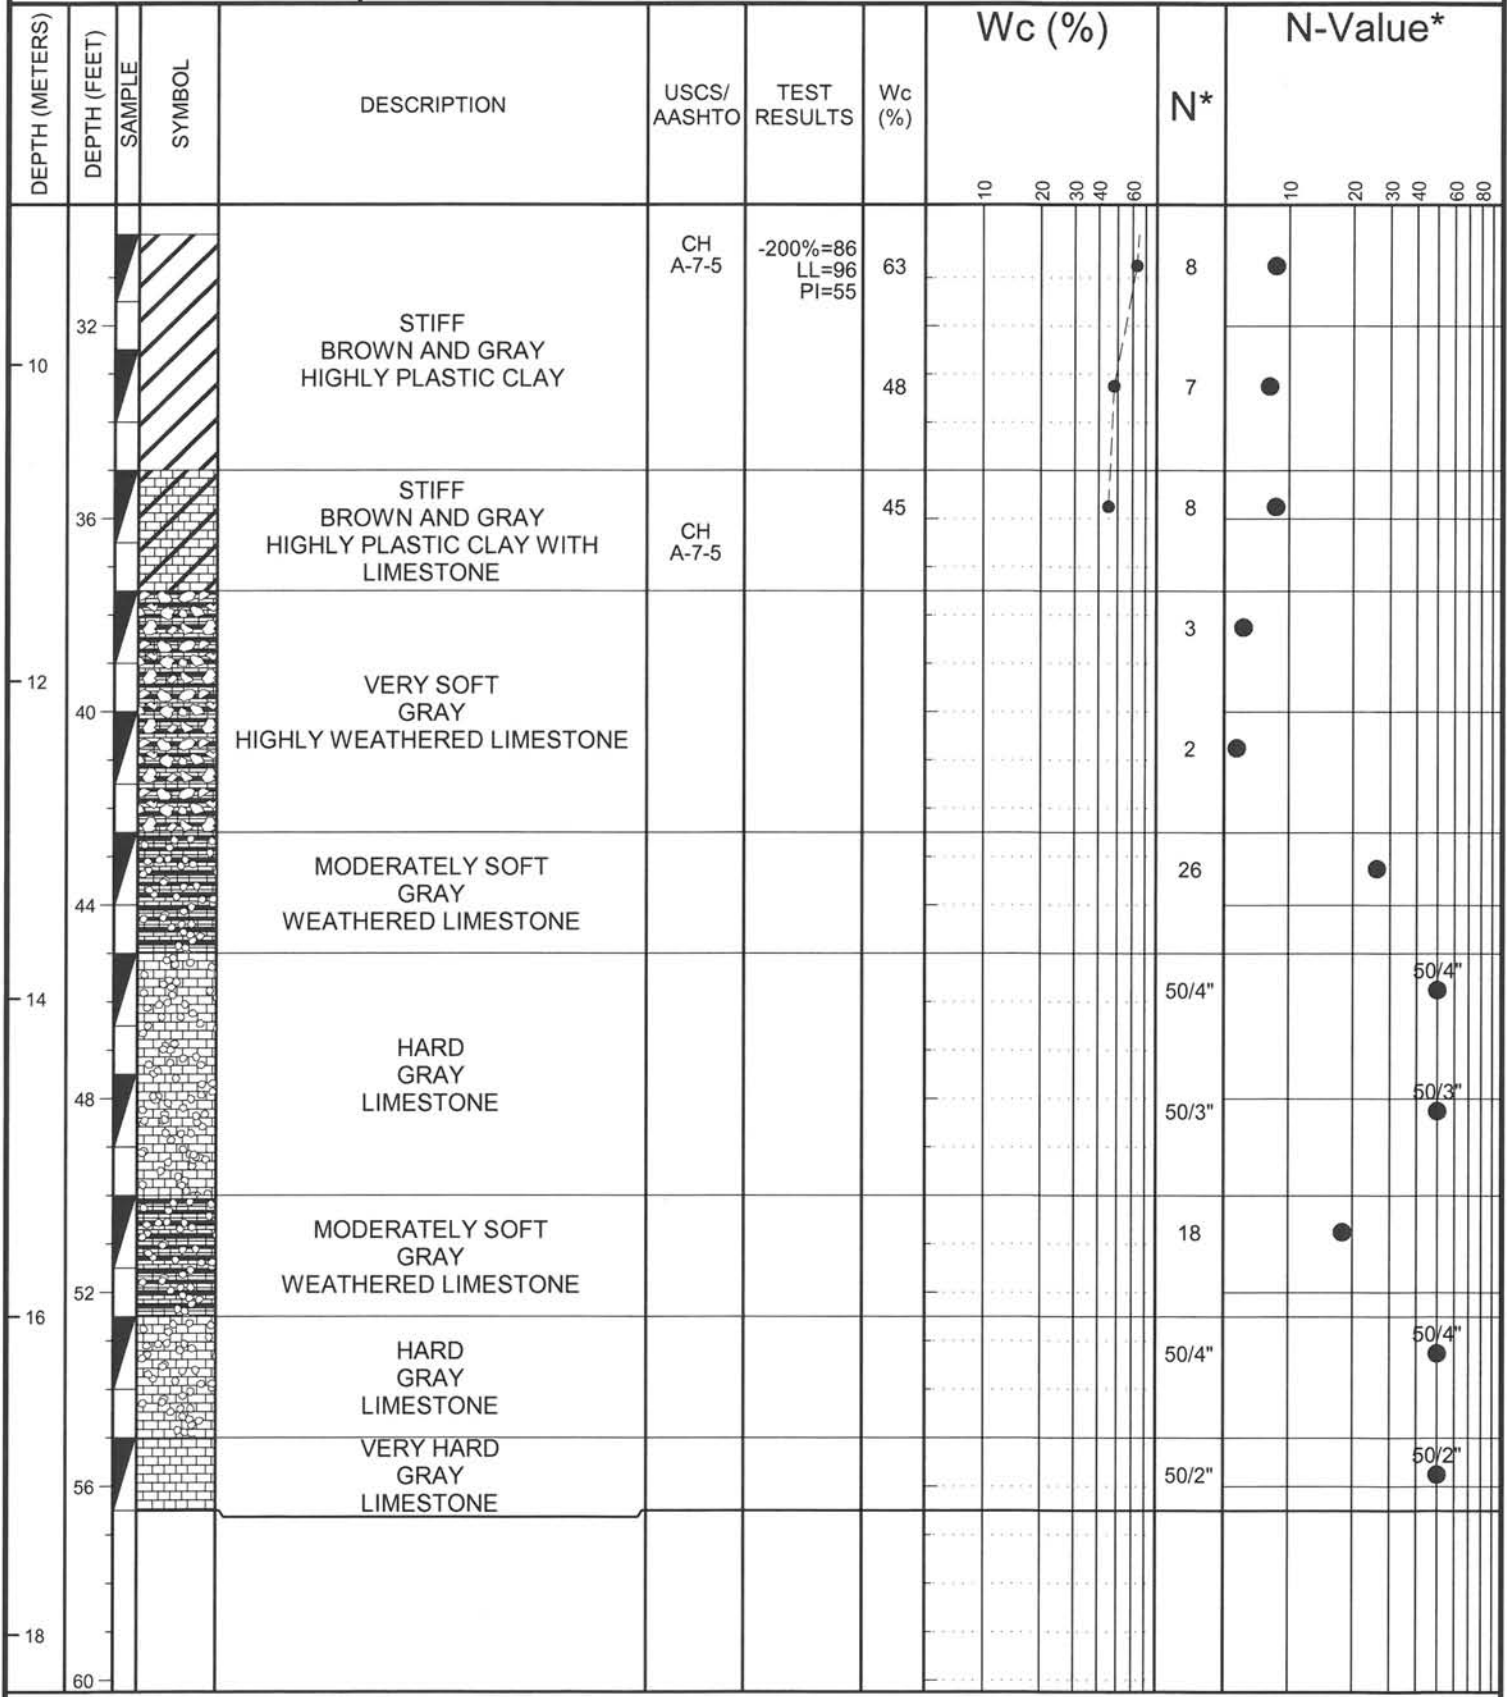 DEPTH (METERS)
DEPTH (FEET)
SAMPLE
SYMBOL
DESCRIPTION
USCS/
AASHTO
TEST
RESULTS
Wc
(%)
Wc (%)
10 20 30 40 60
N*
N-Value*
10 20 30 40 60 80
CH
A-7-5
-200%=86
LL=96
PI=55
63
8
32
STIFF
BROWN AND GRAY
HIGHLY PLASTIC CLAY
10
48
7
STIFF
BROWN AND GRAY
HIGHLY PLASTIC CLAY WITH
LIMESTONE
36
CH
A-7-5
45
8
3
12
VERY SOFT
GRAY
HIGHLY WEATHERED LIMESTONE
40
2
MODERATELY SOFT
GRAY
WEATHERED LIMESTONE
26
44
14
50/4"
50/4"
HARD
GRAY
LIMESTONE
48
50/3"
50/3"
MODERATELY SOFT
GRAY
WEATHERED LIMESTONE
18
52
16
HARD
GRAY
LIMESTONE
50/4"
50/4"
VERY HARD
GRAY
LIMESTONE
56
50/2"
50/2"
18
60